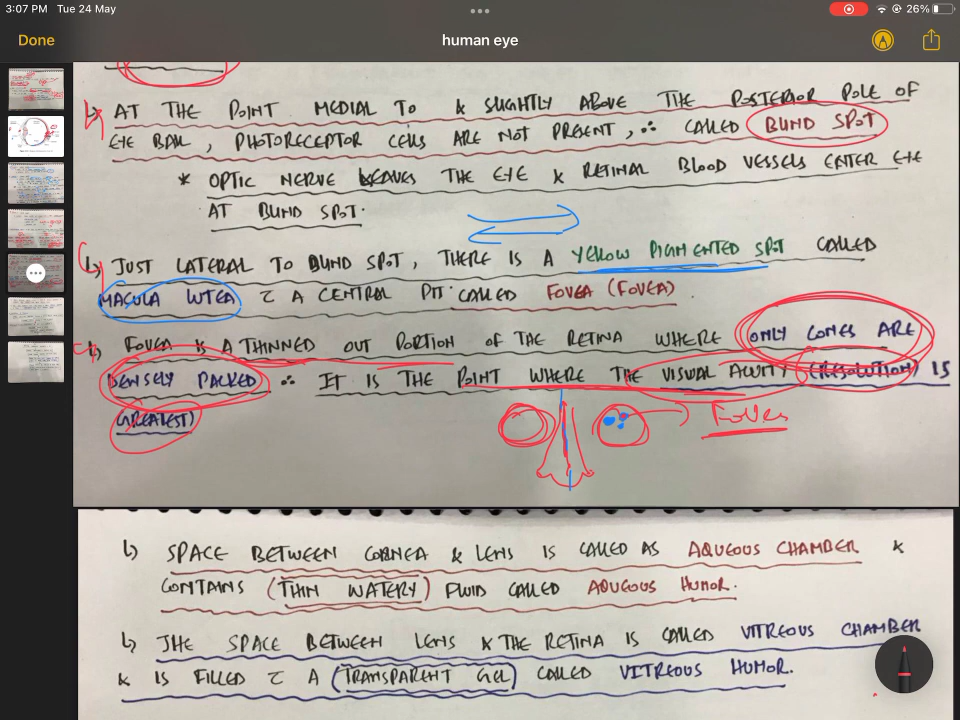 3:07 PM Tue 24 May
26%
Done
human eye
AT THE POINT MEDIAL TO & SLIGHTLY ABOVE THE POSTERIOR POLE OF
EYE BALL, PHOTORECEPTOR CELLS ARE NOT PRESENT, ∴ CALLED BLIND SPOT
* OPTIC NERVE LEAVES THE EYE & RETINAL BLOOD VESSELS ENTER EYE
AT BLIND SPOT.
↳ JUST LATERAL TO BLIND SPOT, THERE IS A YELLOW PIGMENTED SPOT CALLED
MACULA LUTEA c̄ A CENTRAL PIT CALLED FOVEA (FOVEA).
↳ FOVEA IS A THINNED OUT PORTION OF THE RETINA WHERE ONLY CONES ARE
DENSELY PACKED ∴ IT IS THE POINT WHERE THE VISUAL ACUITY (RESOLUTION) IS
GREATEST)
Fovea
↳ SPACE BETWEEN CORNEA & LENS IS CALLED AS AQUEOUS CHAMBER &
CONTAINS (THIN WATERY) FLUID CALLED AQUEOUS HUMOR.
↳ THE SPACE BETWEEN LENS & THE RETINA IS CALLED VITREOUS CHAMBER
& IS FILLED c̄ A (TRANSPARENT GEL) CALLED VITREOUS HUMOR.